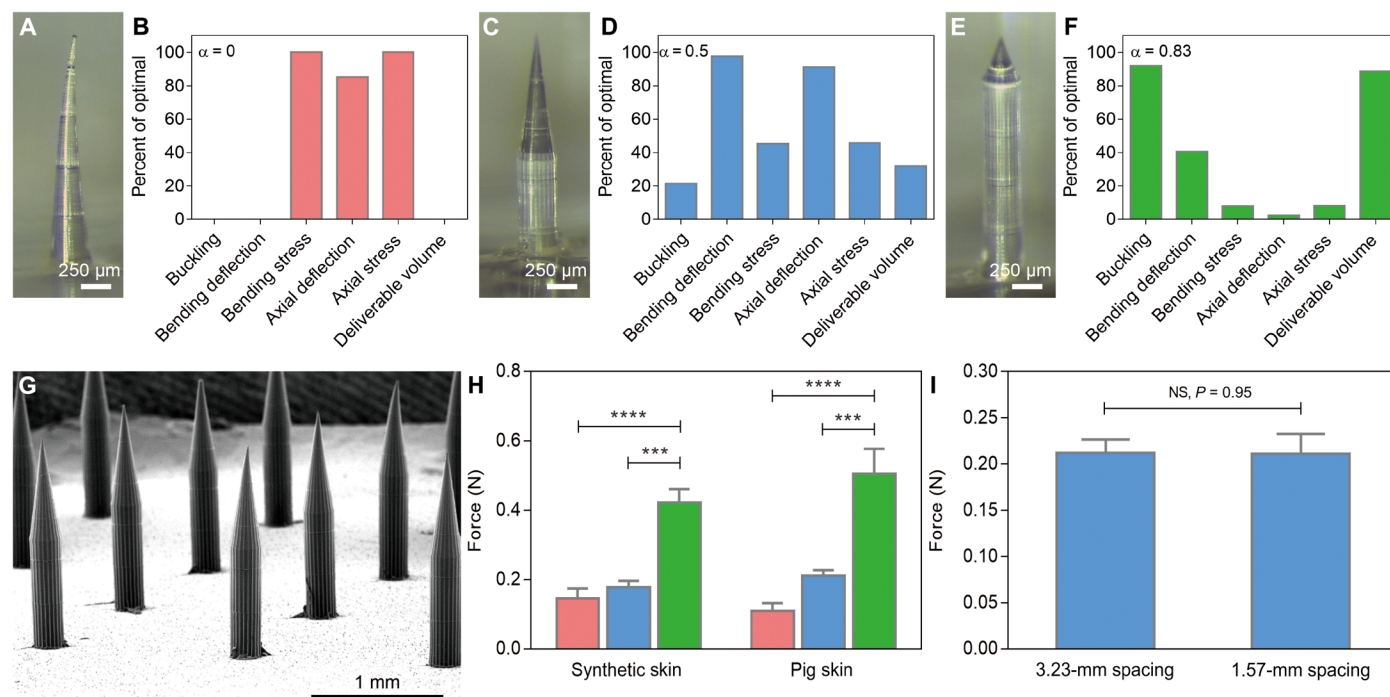 A
250 µm
B
Percent of optimal
100
80
60
40
20
0
α = 0
Buckling
Bending deflection
Bending stress
Axial deflection
Axial stress
Deliverable volume
C
250 µm
D
Percent of optimal
100
80
60
40
20
0
α = 0.5
Buckling
Bending deflection
Bending stress
Axial deflection
Axial stress
Deliverable volume
E
250 µm
F
Percent of optimal
100
80
60
40
20
0
α = 0.83
Buckling
Bending deflection
Bending stress
Axial deflection
Axial stress
Deliverable volume
G
1 mm
H
Force (N)
0.8
0.6
0.4
0.2
0.0
****
***
****
***
Synthetic skin
Pig skin
I
Force (N)
0.30
0.25
0.20
0.15
0.10
0.05
0.00
NS, P = 0.95
3.23-mm spacing
1.57-mm spacing